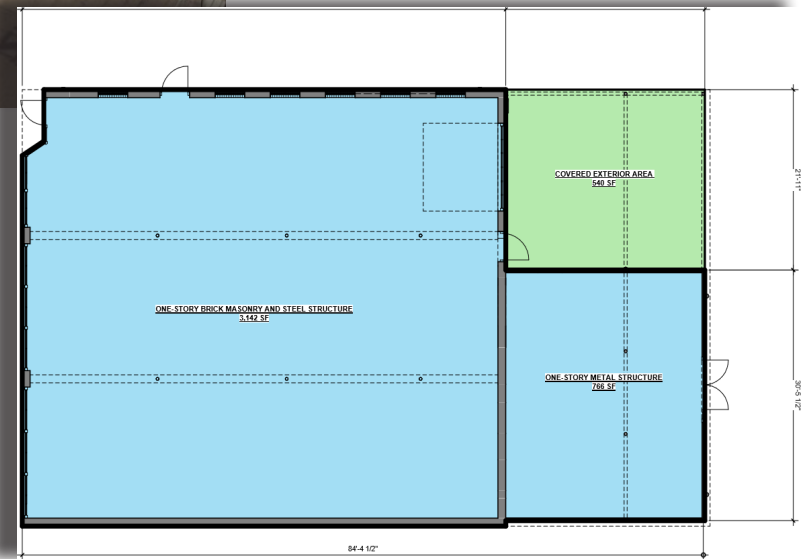 COVERED EXTERIOR AREA
540 SF
21'-11"
ONE-STORY BRICK MASONRY AND STEEL STRUCTURE
3,142 SF
ONE-STORY METAL STRUCTURE
766 SF
30'-5 1/2"
84'-4 1/2"